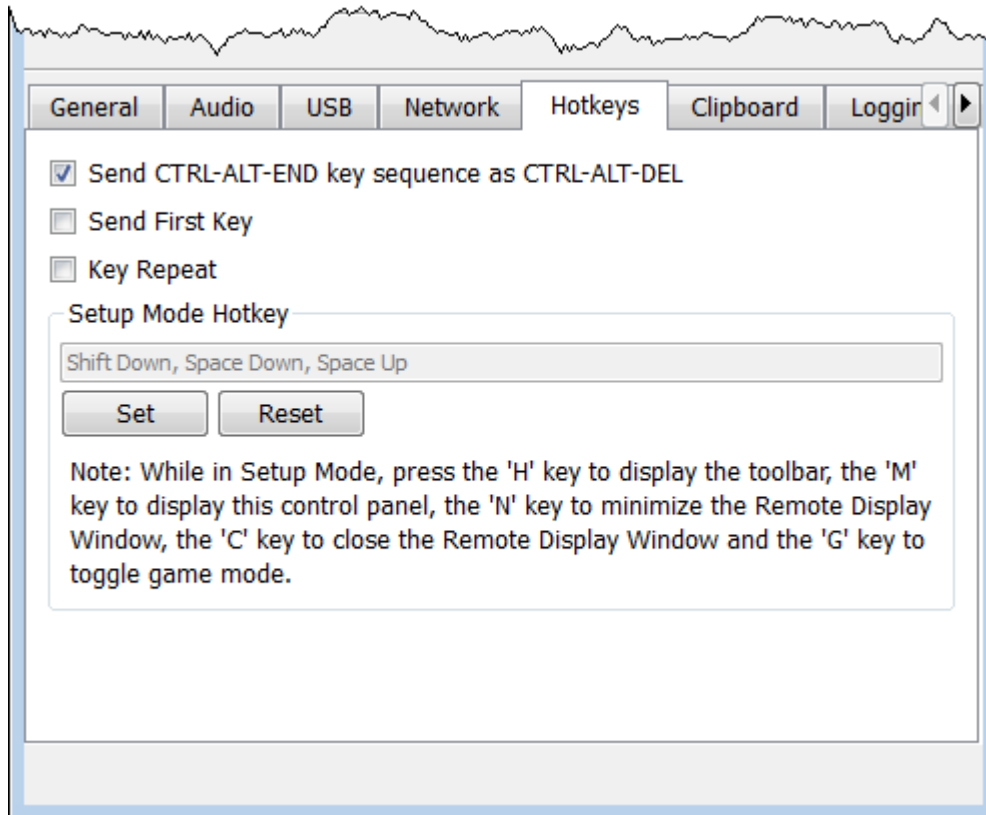 General Audio USB Network Hotkeys Clipboard Loggin
Send CTRL-ALT-END key sequence as CTRL-ALT-DEL
Send First Key
Key Repeat
Setup Mode Hotkey
Shift Down, Space Down, Space Up
Set Reset
Note: While in Setup Mode, press the 'H' key to display the toolbar, the 'M'
key to display this control panel, the 'N' key to minimize the Remote Display
Window, the 'C' key to close the Remote Display Window and the 'G' key to
toggle game mode.